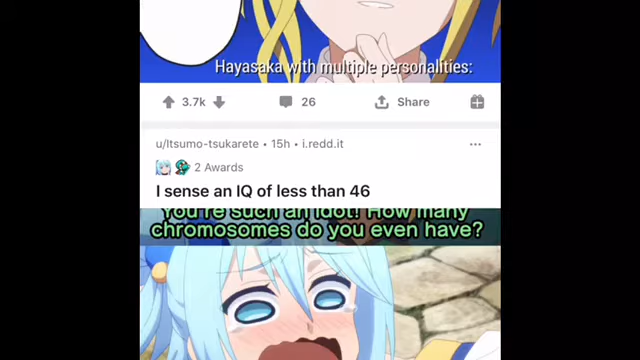 Hayasaka with multiple personalities:
3.7k 26 Share
u/Itsumo-tsukarete • 15h • i.redd.it
2 Awards
I sense an IQ of less than 46
You're such an idot! How many
chromosomes do you even have?